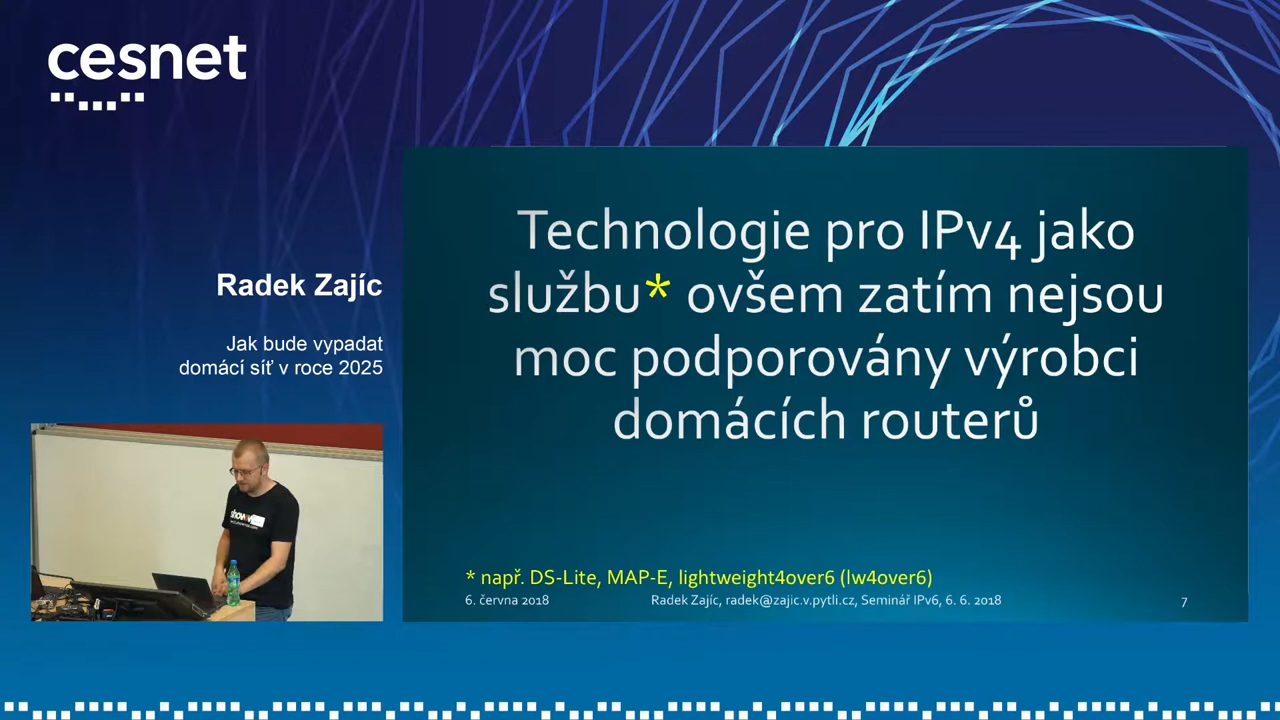 cesnet
Radek Zajíc
Jak bude vypadat
domácí síť v roce 2025
Technologie pro IPv4 jako
službu* ovšem zatím nejsou
moc podporovány výrobci
domácích routerů
* např. DS-Lite, MAP-E, lightweight4over6 (lw4over6)
6. června 2018
Radek Zajíc, radek@zajic.v.pytli.cz, Seminář IPv6, 6. 6. 2018
7